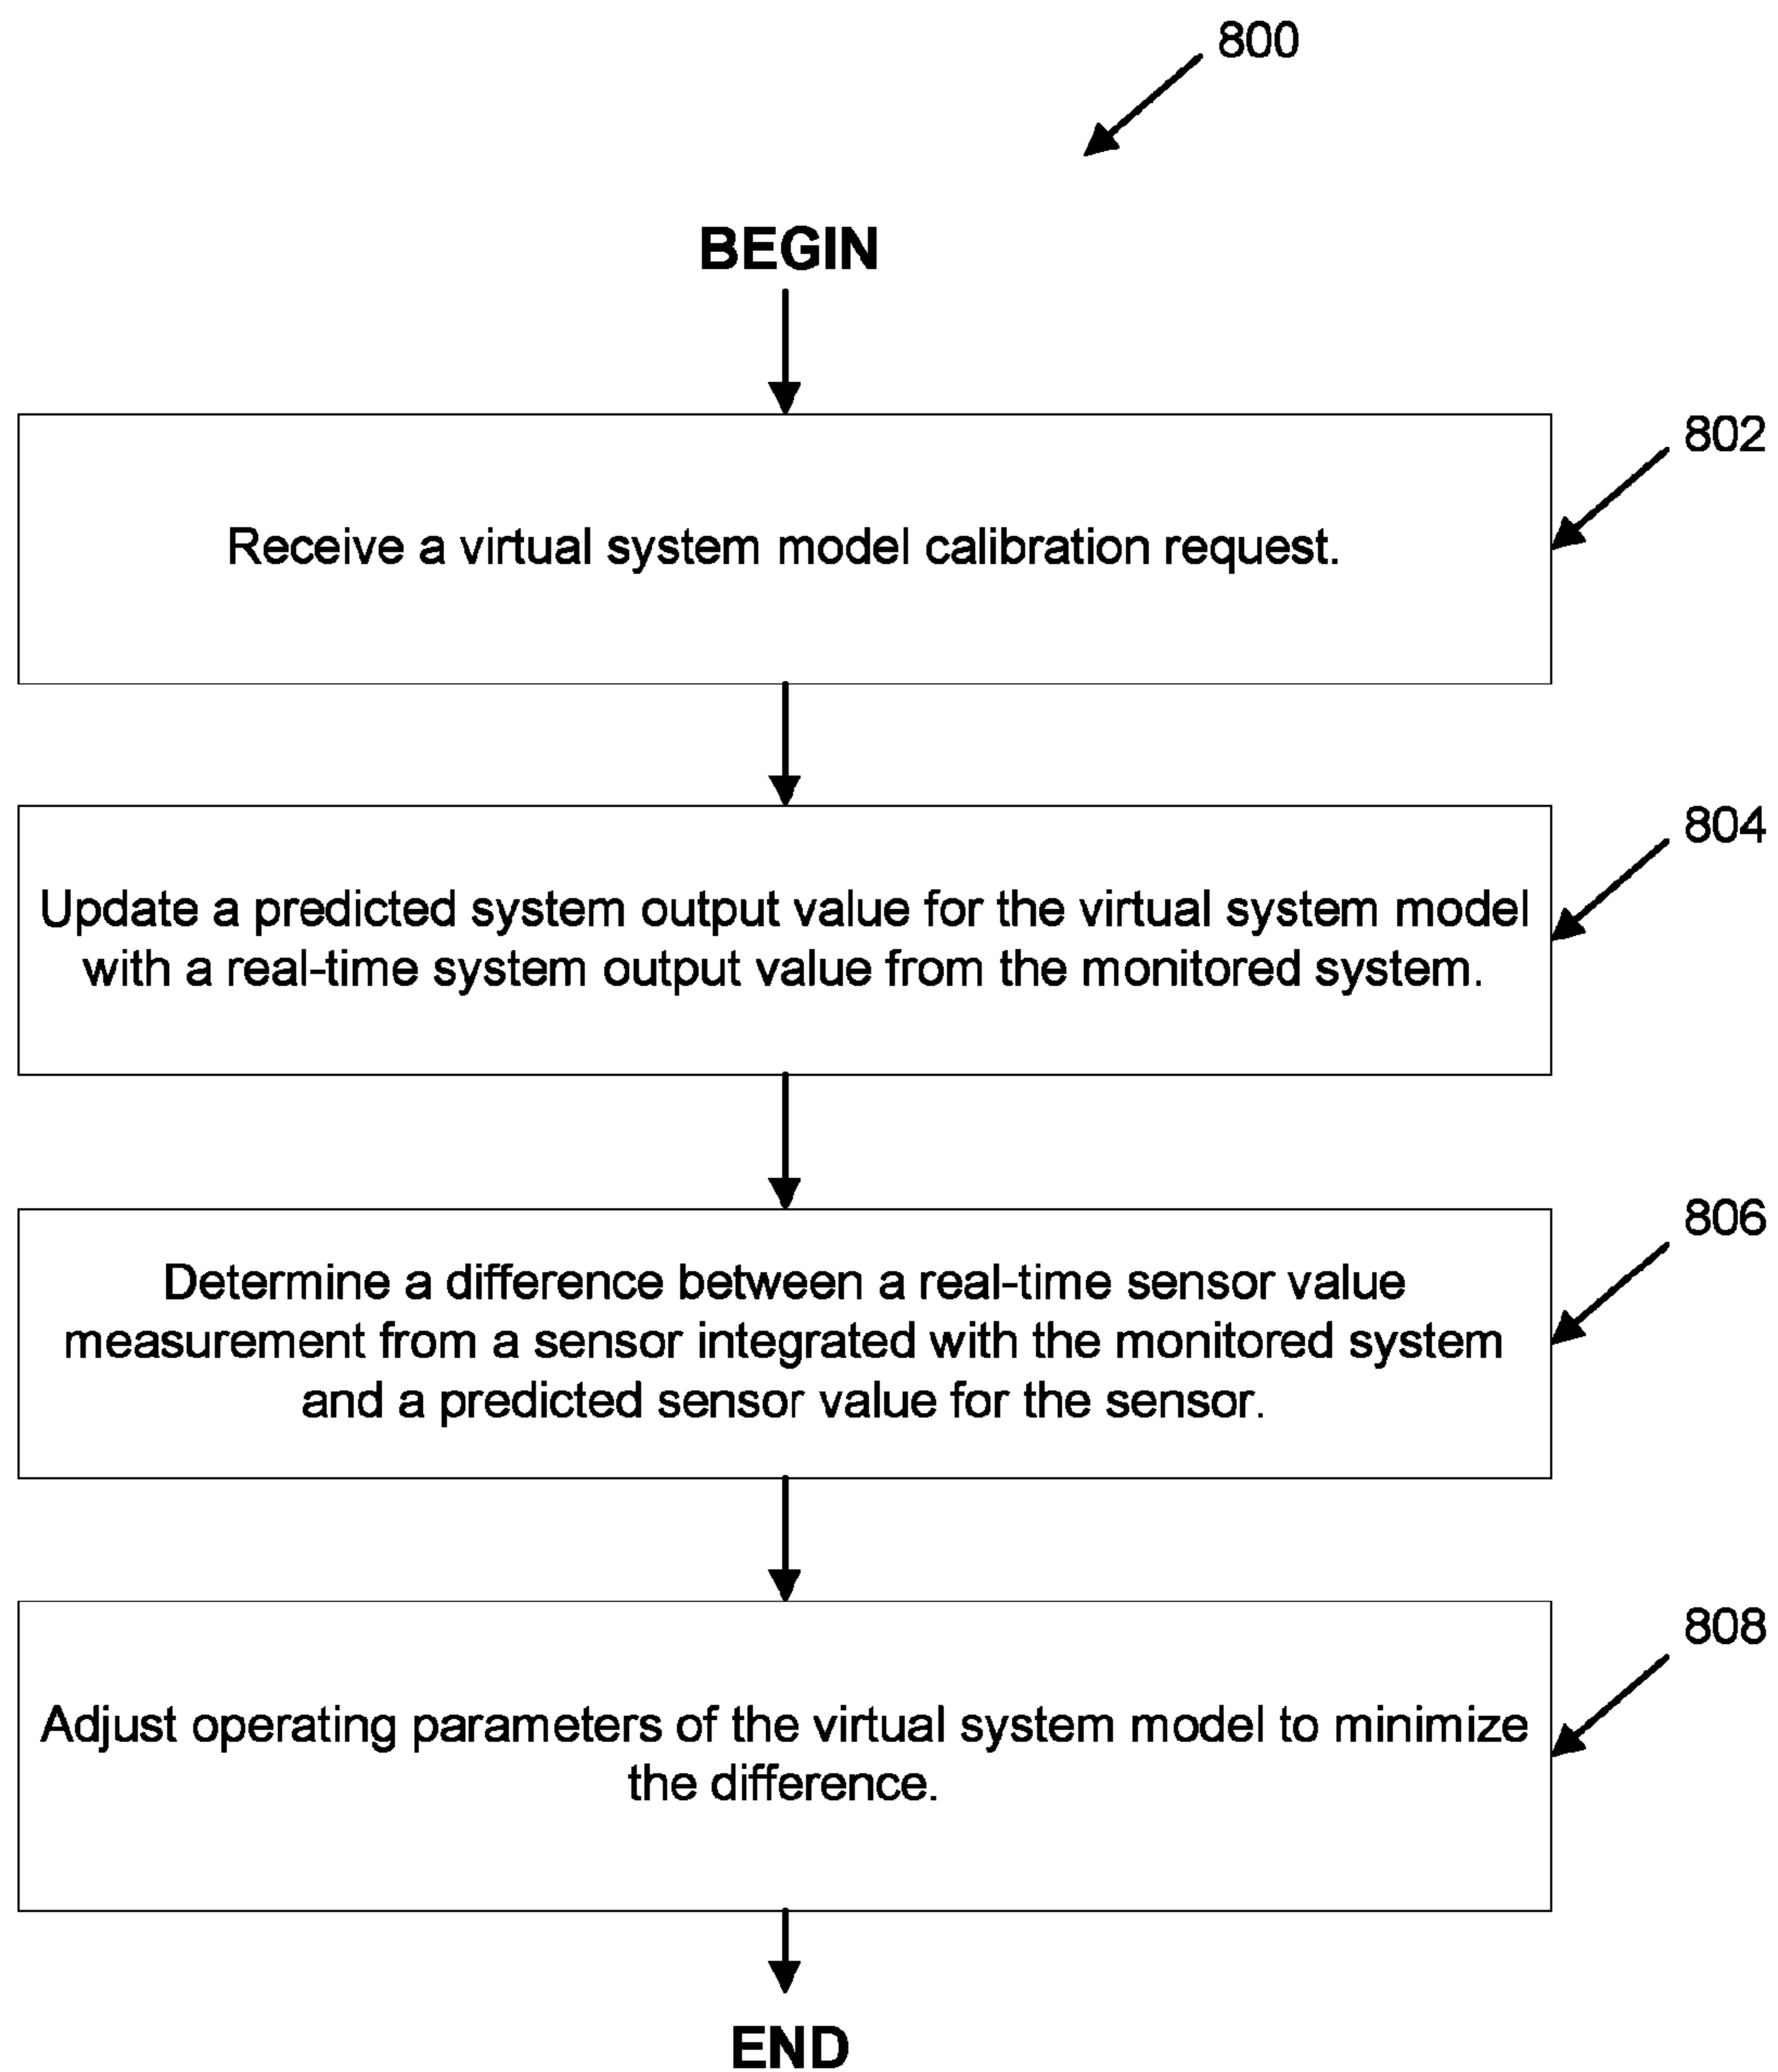 800
BEGIN
802
Receive a virtual system model calibration request.
804
Update a predicted system output value for the virtual system model
with a real-time system output value from the monitored system.
806
Determine a difference between a real-time sensor value
measurement from a sensor integrated with the monitored system
and a predicted sensor value for the sensor.
808
Adjust operating parameters of the virtual system model to minimize
the difference.
END